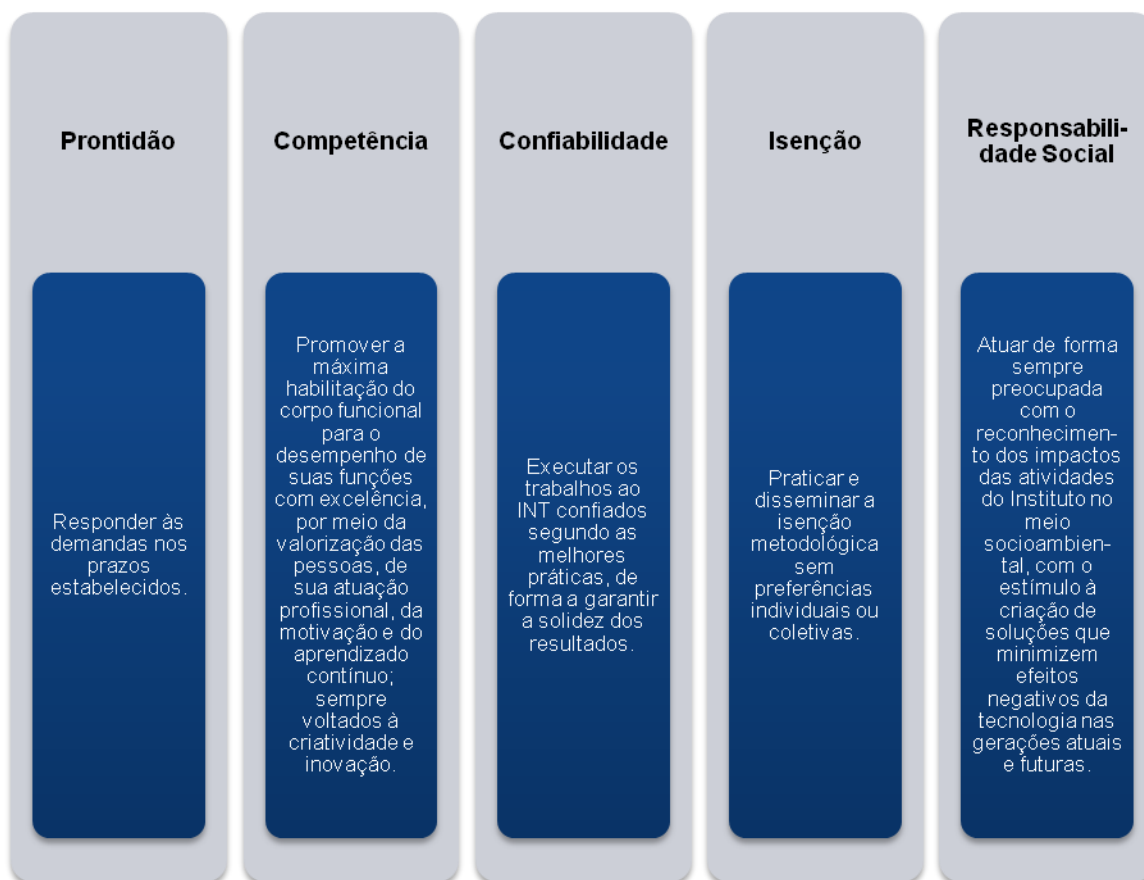 Prontidão
Responder às
demandas nos
prazos
estabelecidos.
Competência
Promover a
máxima
habilitação do
corpo funcional
para o
desempenho de
suas funções
com excelência,
por meio da
valorização das
pessoas, de
sua atuação
profissional, da
motivação e do
aprendizado
contínuo;
sempre
voltados à
criatividade e
inovação.
Confiabilidade
Executar os
trabalhos ao
INT confiados
segundo as
melhores
práticas, de
forma a garantir
a solidez dos
resultados.
Isenção
Praticar e
disseminar a
isenção
metodológica
sem
preferências
individuais ou
coletivas.
Responsabili-
dade Social
Atuar de forma
sempre
preocupada
com o
reconhecimen-
to dos impactos
das atividades
do Instituto no
meio
socioambien-
tal, com o
estímulo à
criação de
soluções que
minimizem
efeitos
negativos da
tecnologia nas
gerações atuais
e futuras.